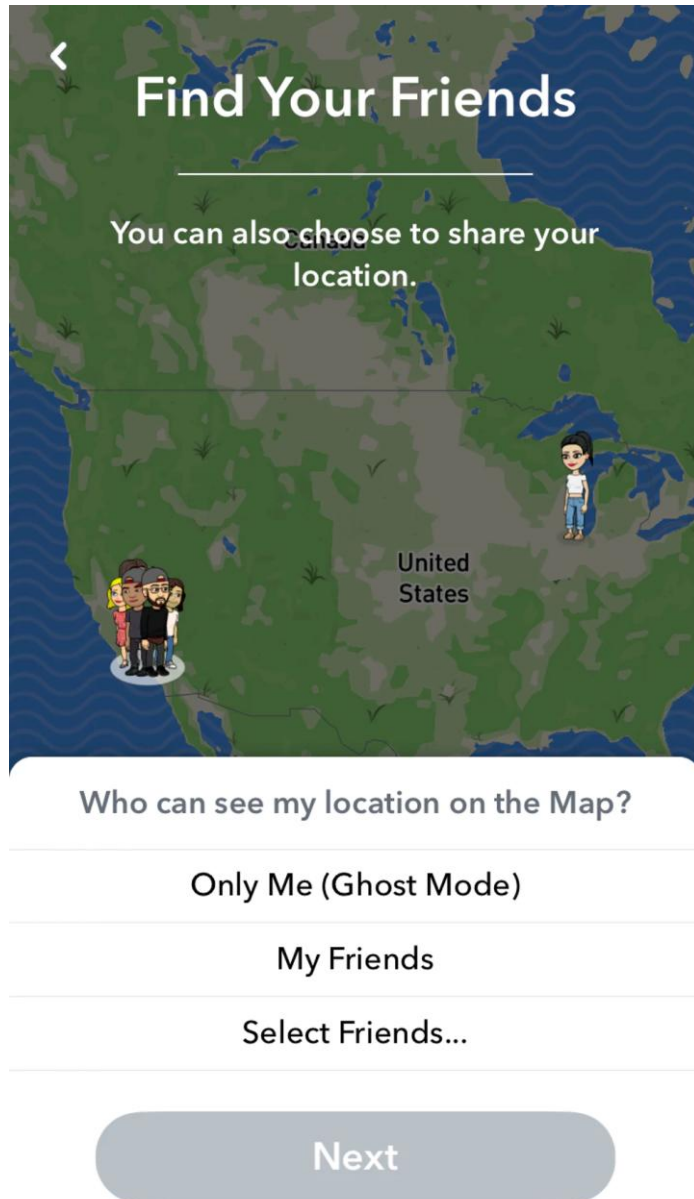 Find Your Friends
You can also choose to share your
location.
Canada
United
States
Who can see my location on the Map?
Only Me (Ghost Mode)
My Friends
Select Friends...
Next